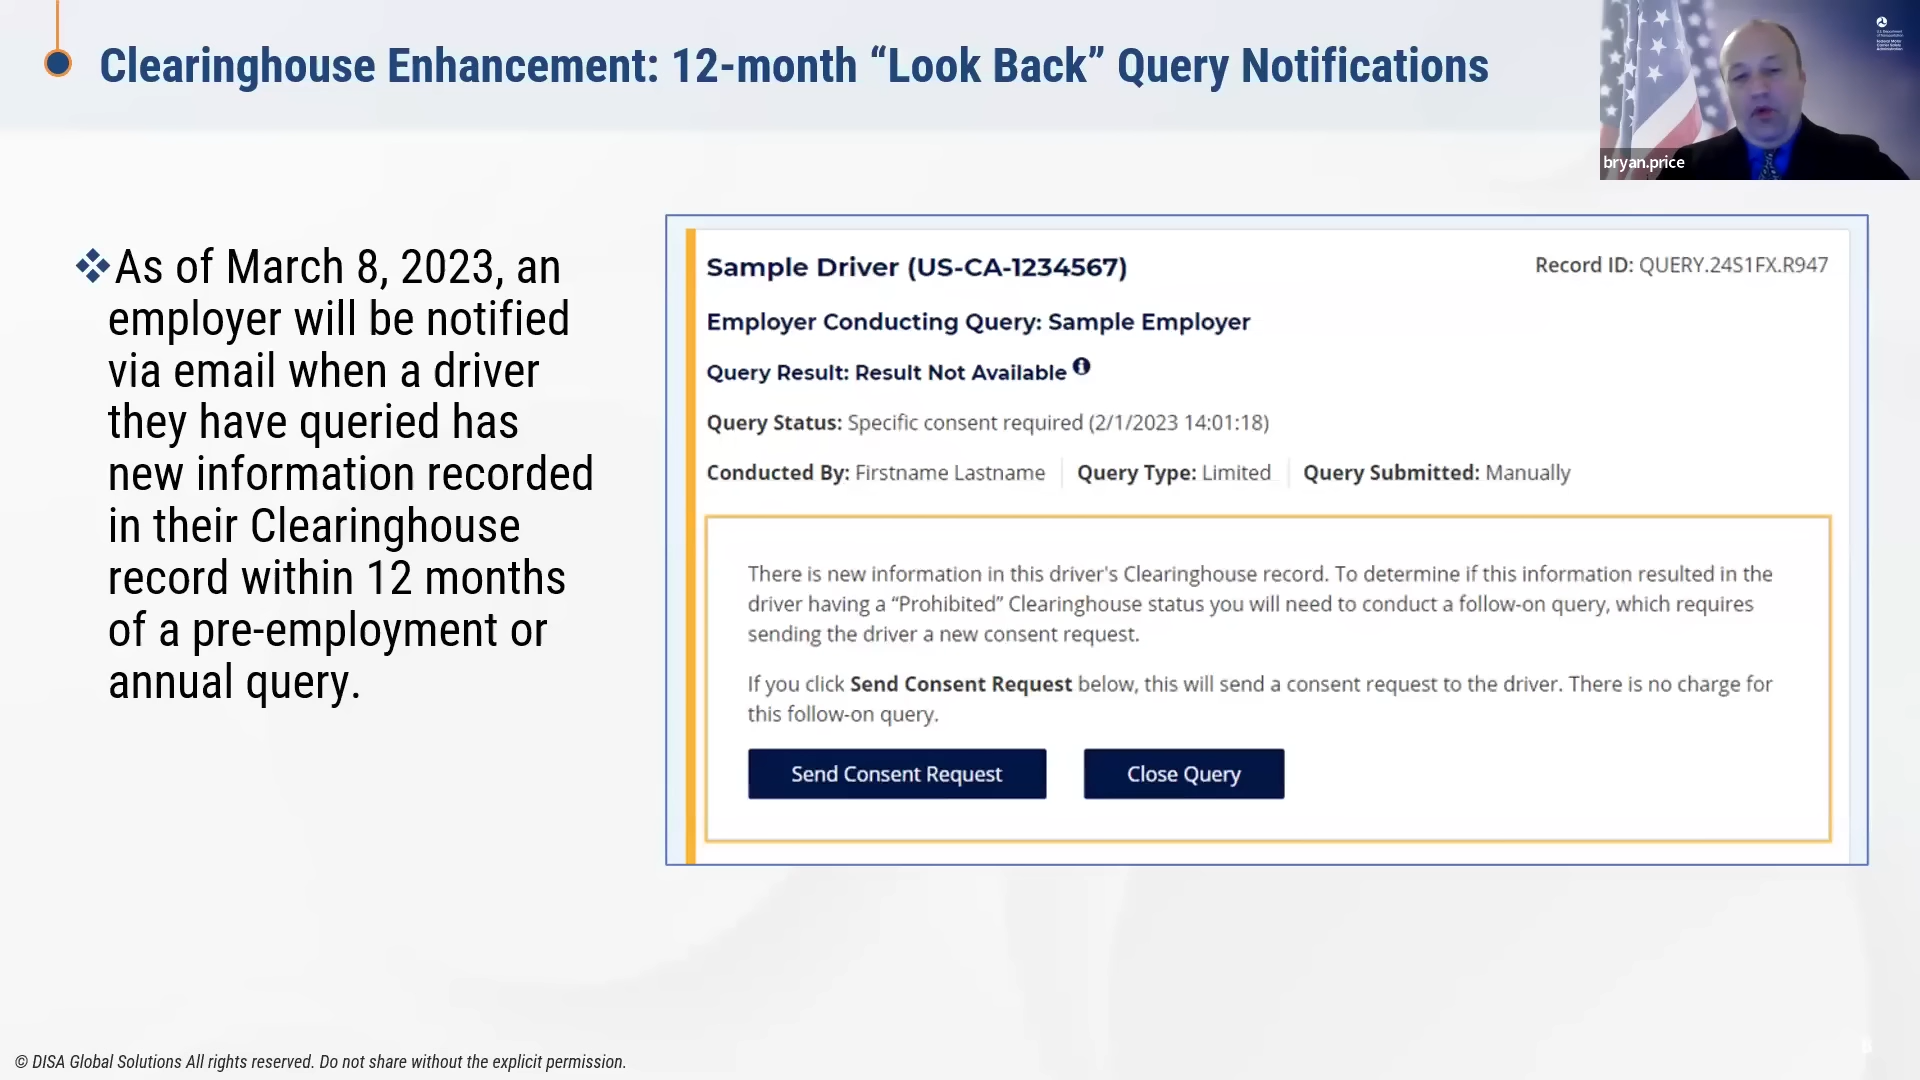 Clearinghouse Enhancement: 12-month “Look Back” Query Notifications
bryan.price
As of March 8, 2023, an
employer will be notified
via email when a driver
they have queried has
new information recorded
in their Clearinghouse
record within 12 months
of a pre-employment or
annual query.
Sample Driver (US-CA-1234567)
Record ID: QUERY.24S1FX.R947
Employer Conducting Query: Sample Employer
Query Result: Result Not Available
Query Status: Specific consent required (2/1/2023 14:01:18)
Conducted By: Firstname Lastname Query Type: Limited Query Submitted: Manually
There is new information in this driver's Clearinghouse record. To determine if this information resulted in the
driver having a “Prohibited” Clearinghouse status you will need to conduct a follow-on query, which requires
sending the driver a new consent request.
If you click Send Consent Request below, this will send a consent request to the driver. There is no charge for
this follow-on query.
Send Consent Request
Close Query
© DISA Global Solutions All rights reserved. Do not share without the explicit permission.